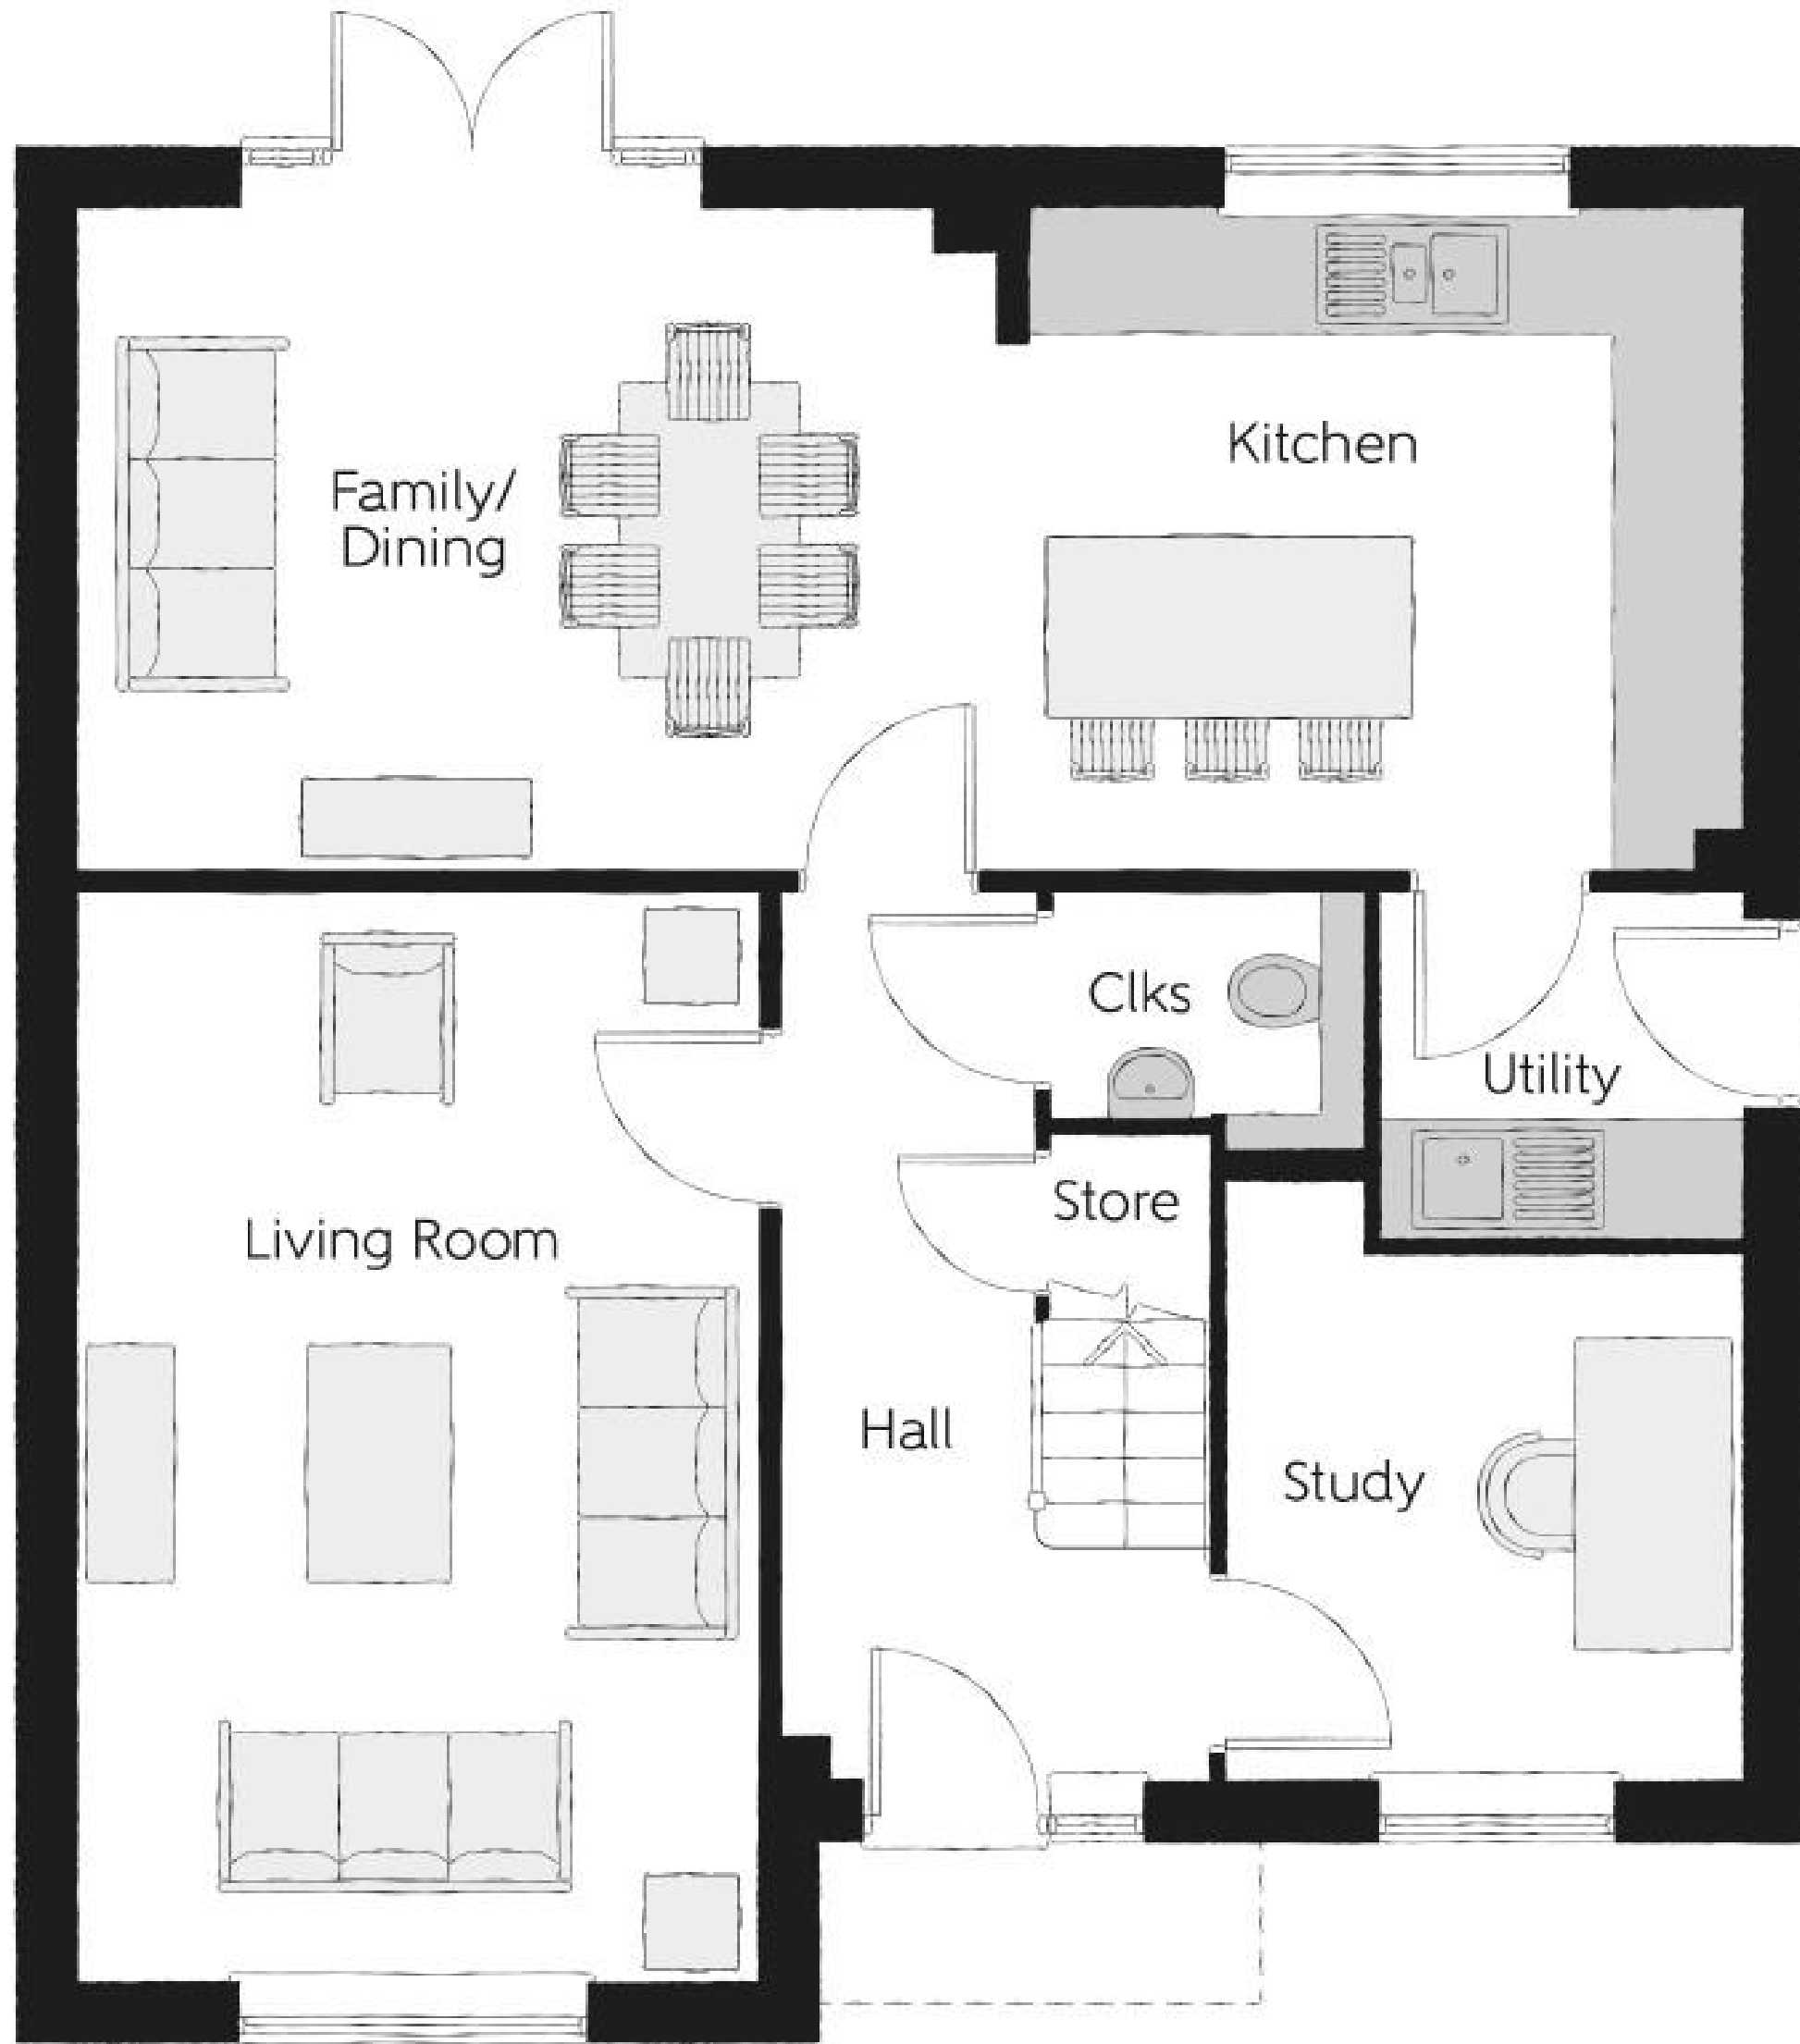 Kitchen
Family/
Dining
Clks
Utility
Store
Living Room
Hall
Study